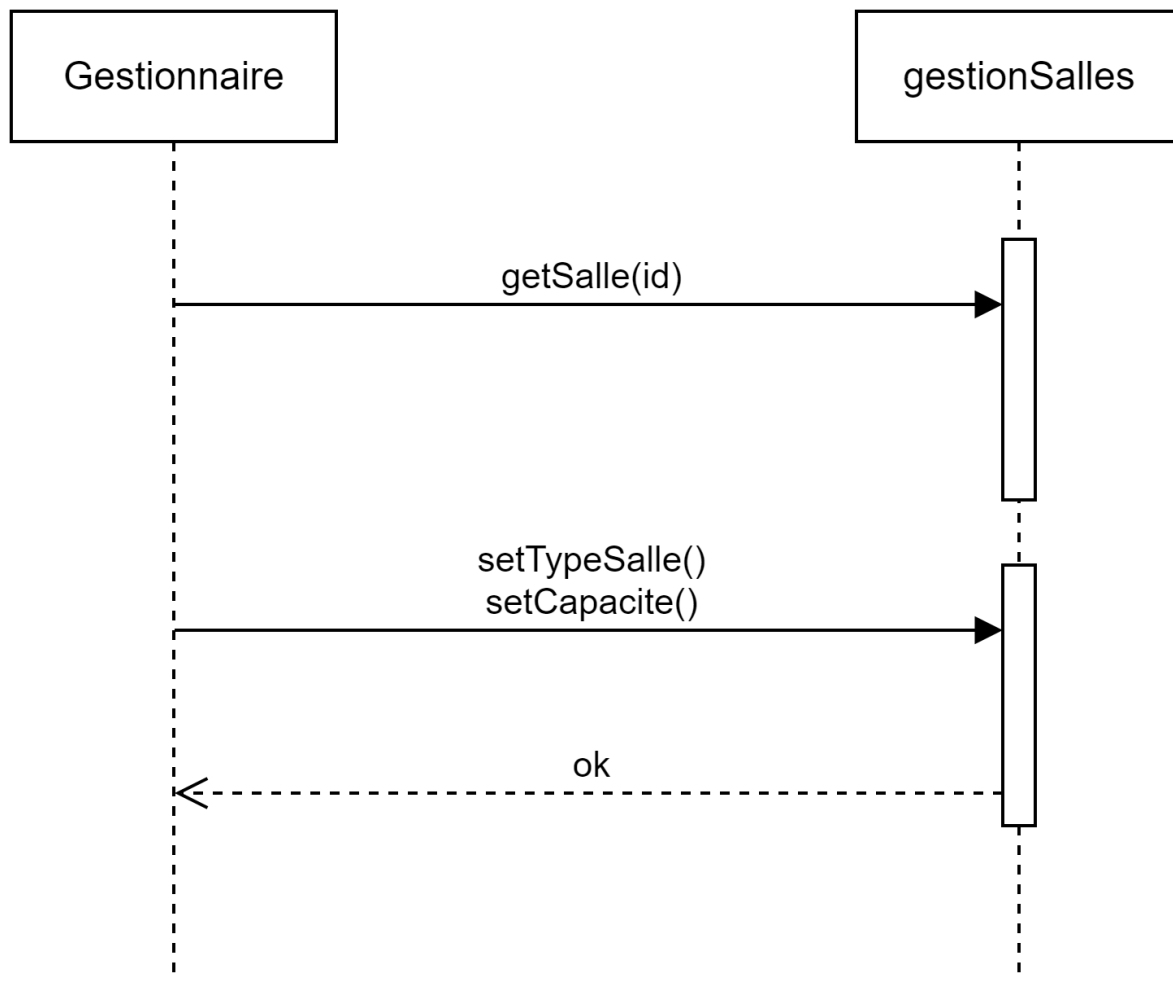 Gestionnaire
gestionSalles
getSalle(id)
setTypeSalle()
setCapacite()
ok